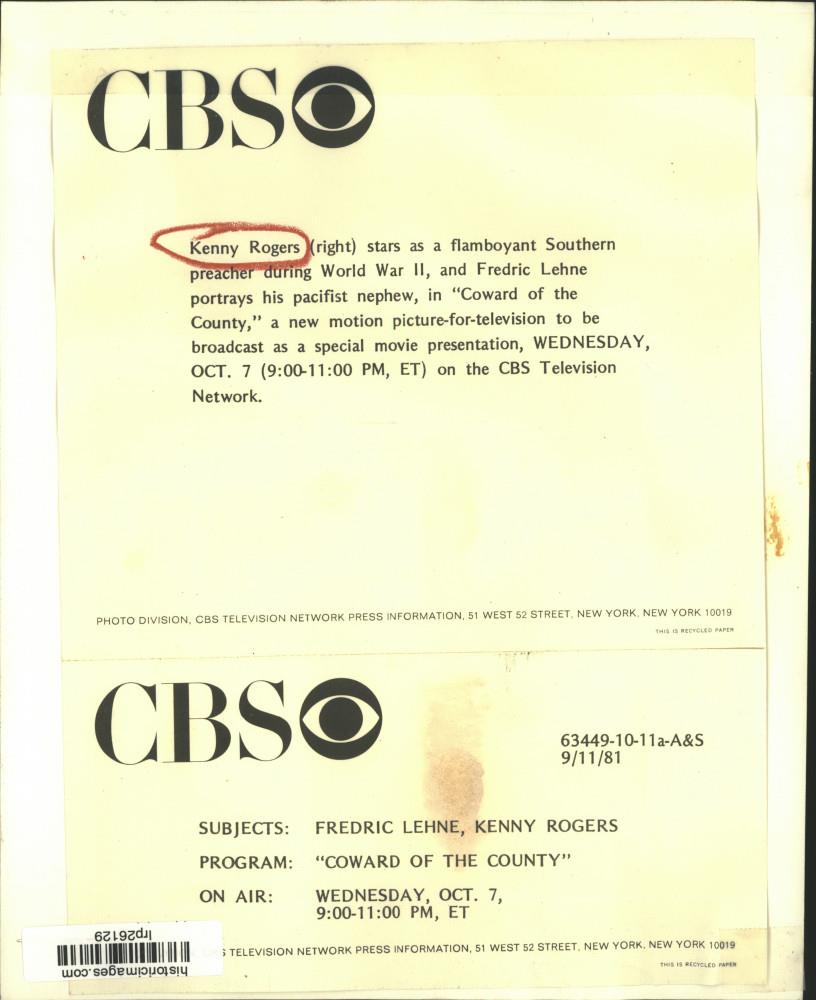 CBS
Kenny Rogers (right) stars as a flamboyant Southern
preacher during World War II, and Fredric Lehne
portrays his pacifist nephew, in “Coward of the
County,” a new motion picture-for-television to be
broadcast as a special movie presentation, WEDNESDAY,
OCT. 7 (9:00-11:00 PM, ET) on the CBS Television
Network.
PHOTO DIVISION, CBS TELEVISION NETWORK PRESS INFORMATION, 51 WEST 52 STREET, NEW YORK, NEW YORK 10019
THIS IS RECYCLED PAPER
CBS
63449-10-11a-A&S
9/11/81
SUBJECTS: FREDRIC LEHNE, KENNY ROGERS
PROGRAM: “COWARD OF THE COUNTY”
ON AIR: WEDNESDAY, OCT. 7,
9:00-11:00 PM, ET
TELEVISION NETWORK PRESS INFORMATION, 51 WEST 52 STREET, NEW YORK, NEW YORK 10019
THIS IS RECYCLED PAPER
historicimages.com
lrp26129